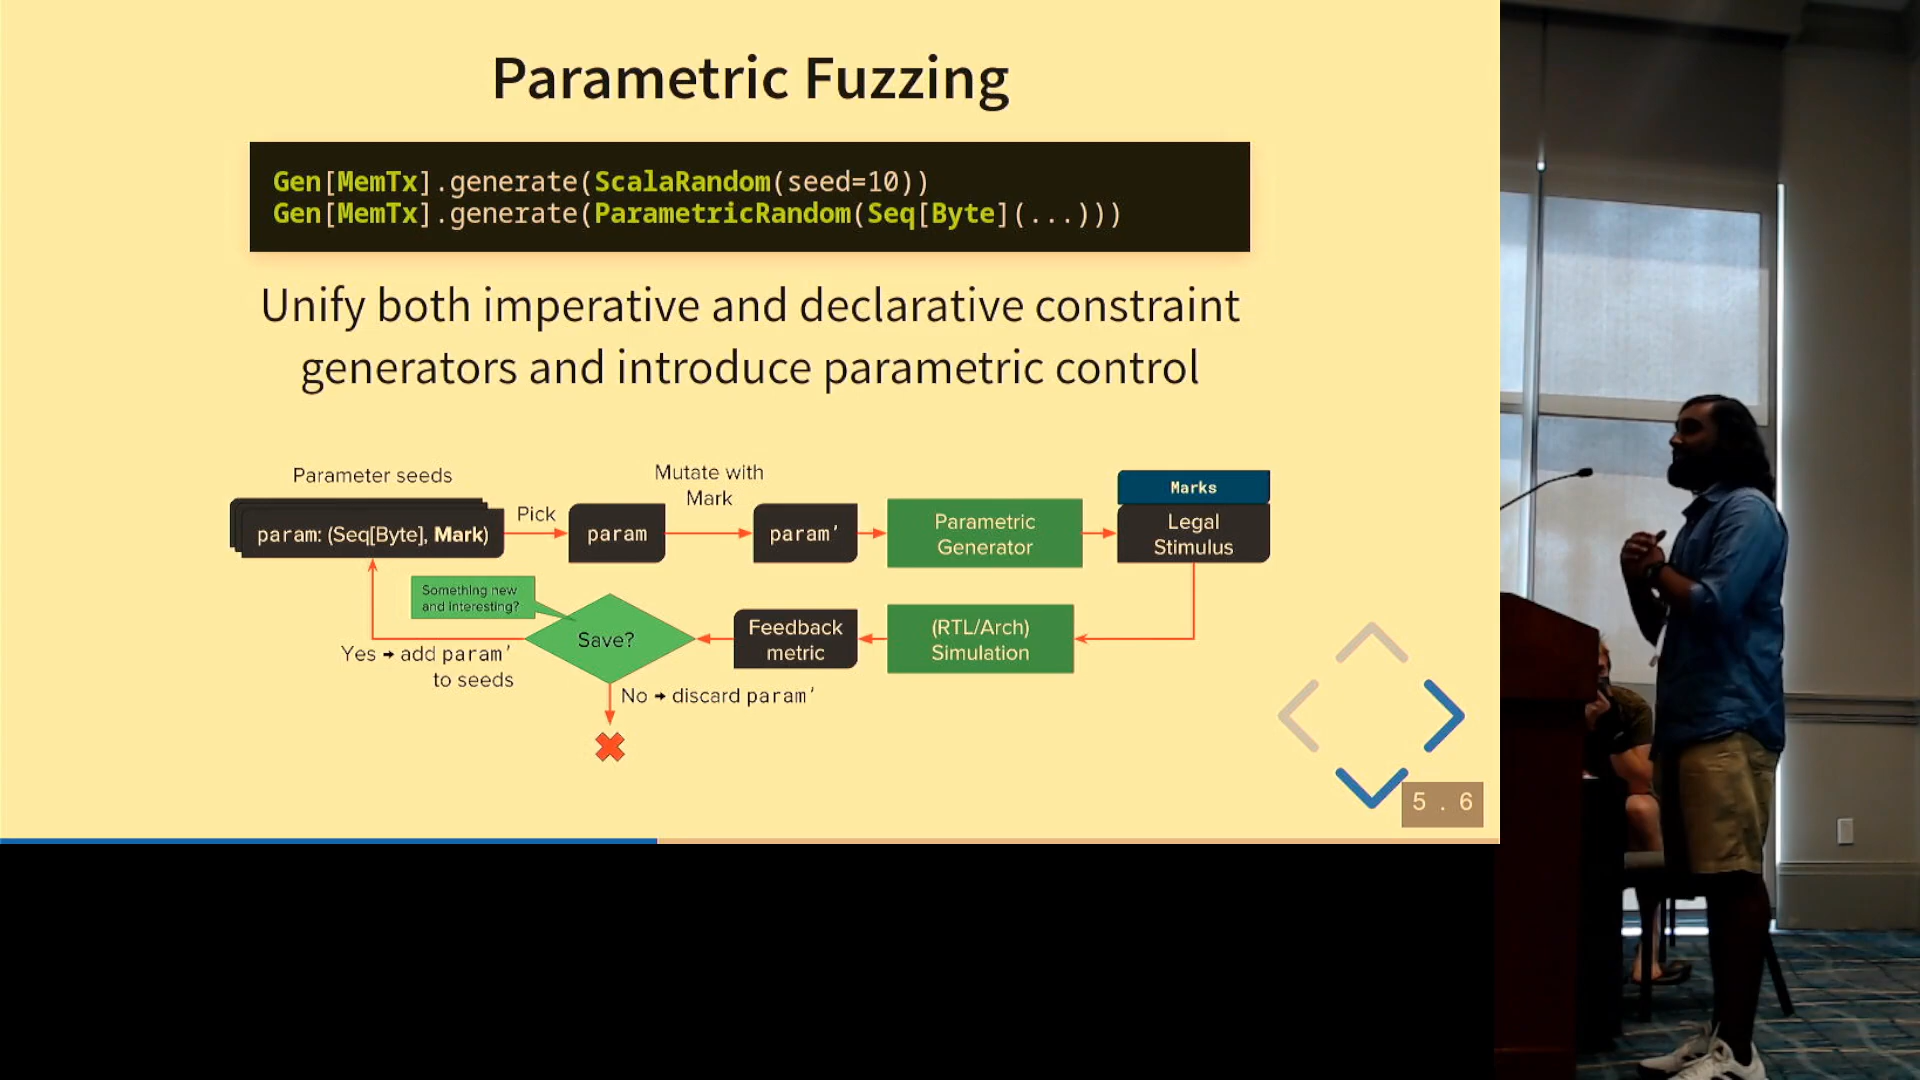 Parametric Fuzzing
Gen[MemTx].generate(ScalaRandom(seed=10))
Gen[MemTx].generate(ParametricRandom(Seq[Byte](...)))
Unify both imperative and declarative constraint
generators and introduce parametric control
Parameter seeds
param: (Seq[Byte], Mark)
Pick
param
Mutate with
Mark
param'
Parametric
Generator
Marks
Legal
Stimulus
Something new
and interesting?
Save?
Feedback
metric
(RTL/Arch)
Simulation
Yes → add param'
to seeds
No → discard param'
5 . 6